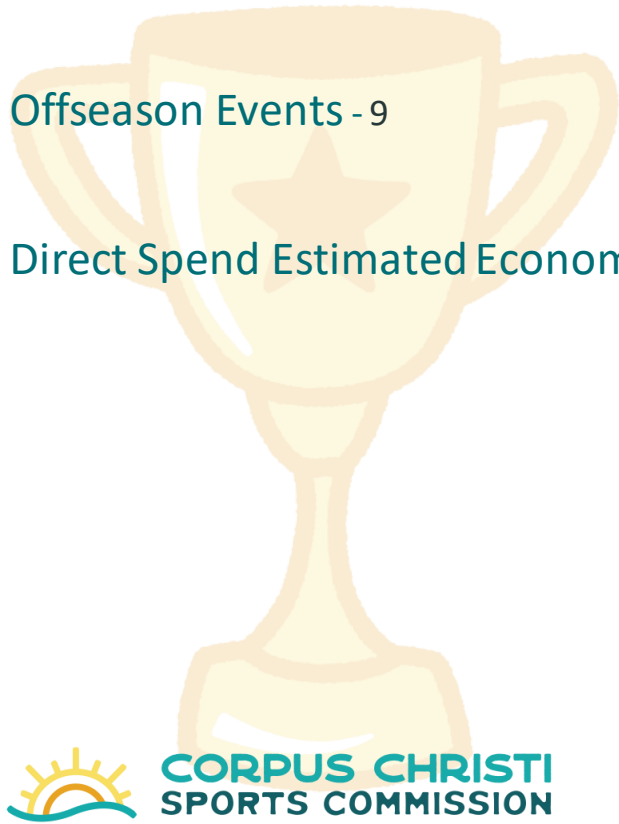 Offseason Events - 9
Direct Spend Estimated Econom
CORPUS CHRISTI
SPORTS COMMISSION